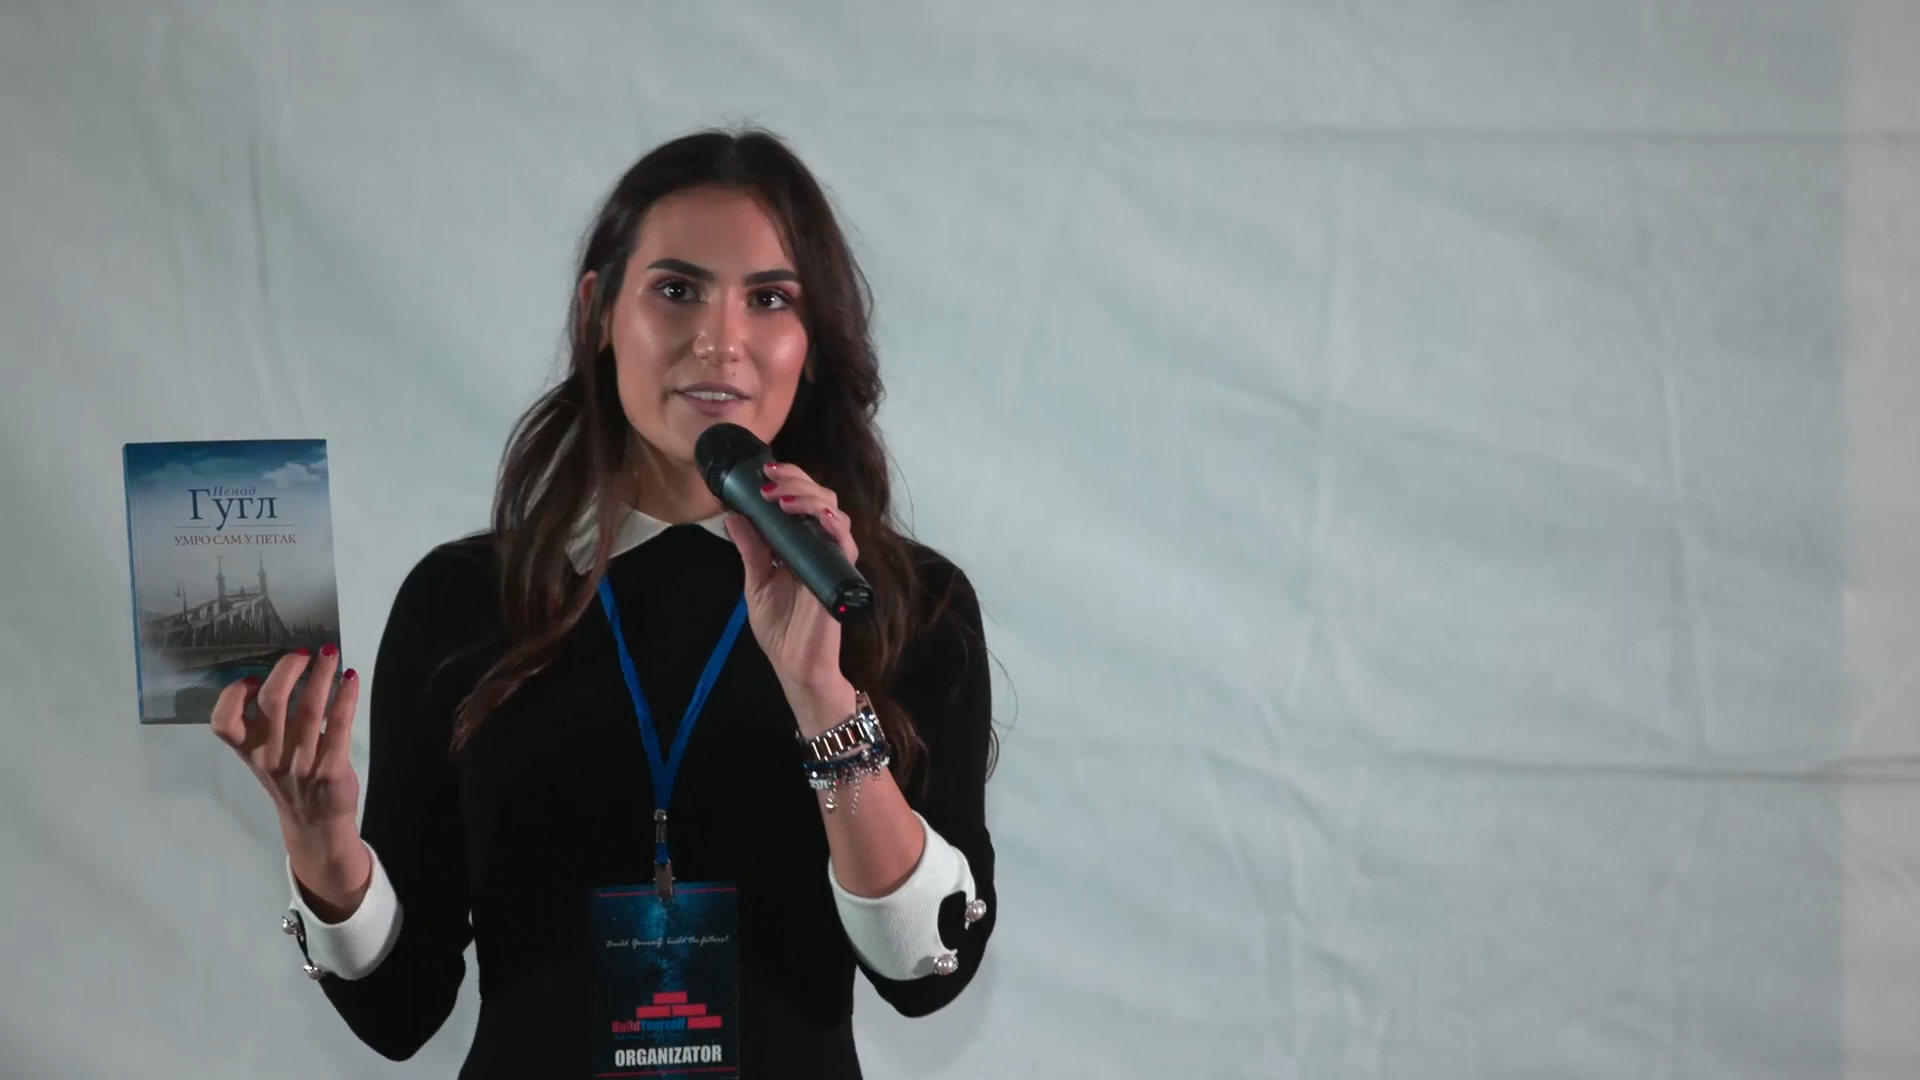 Ненад
Гугл
УМРО САМ У ПЕТАК
Build Yourself, build the future!
BuildYourself
ORGANIZATOR